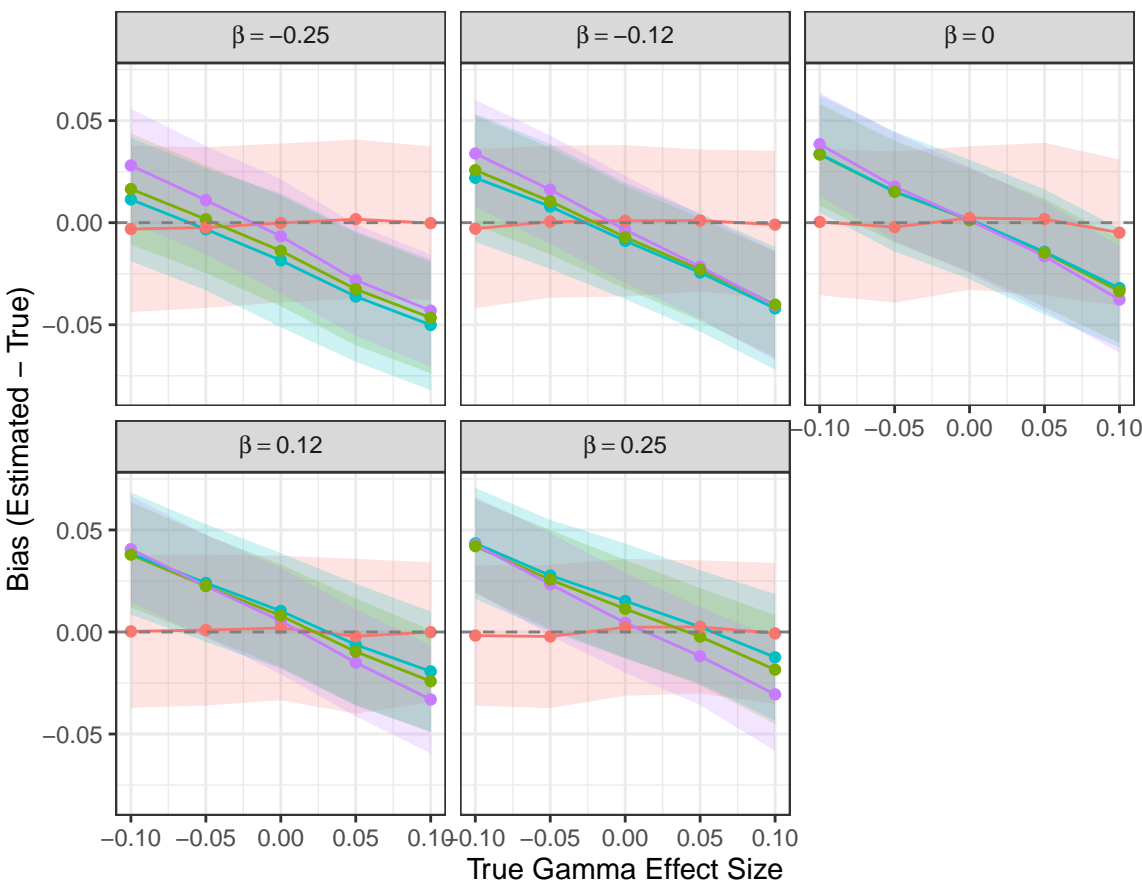 β = −0.25
β = −0.12
β = 0
0.05
0.00
−0.05
−0.10 −0.05 0.00 0.05 0.10
β = 0.12
β = 0.25
0.05
0.00
−0.05
−0.10 −0.05 0.00 0.05 0.10
−0.10 −0.05 0.00 0.05 0.10
Bias (Estimated − True)
True Gamma Effect Size